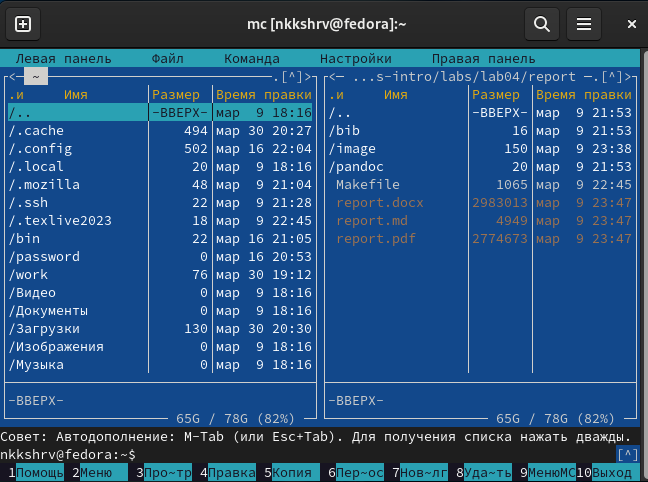 mc [nkkshrv@fedora]:~
Левая панель Файл Команда Настройки Правая панель
<─ ~ .[^]> <─ ...s-intro/labs/lab04/report ─.[^]>
.и Имя Размер Время правки .и Имя Размер Время правки
/.. -ВВЕРХ- мар 9 18:16 /.. -ВВЕРХ- мар 9 21:53
/.cache 494 мар 30 20:27 /bib 16 мар 9 21:53
/.config 502 мар 16 22:04 /image 150 мар 9 23:38
/.local 20 мар 9 18:16 /pandoc 20 мар 9 21:53
/.mozilla 48 мар 9 21:04 Makefile 1065 мар 9 22:45
/.ssh 22 мар 9 21:28 report.docx 2983013 мар 9 23:47
/.texlive2023 18 мар 9 22:45 report.md 4949 мар 9 23:47
/bin 22 мар 16 21:05 report.pdf 2774673 мар 9 23:47
/password 0 мар 16 20:53
/work 76 мар 30 19:12
/Видео 0 мар 9 18:16
/Документы 0 мар 9 18:16
/Загрузки 130 мар 30 20:30
/Изображения 0 мар 9 18:16
/Музыка 0 мар 9 18:16
-ВВЕРХ- -ВВЕРХ-
65G / 78G (82%) 65G / 78G (82%)
Совет: Автодополнение: M-Tab (или Esc+Tab). Для получения списка нажать дважды.
nkkshrv@fedora:~$ [^]
1Помощь 2Меню 3Про~тр 4Правка 5Копия 6Пер~ос 7Нов~лг 8Уда~ть 9МенюМС 10Выход